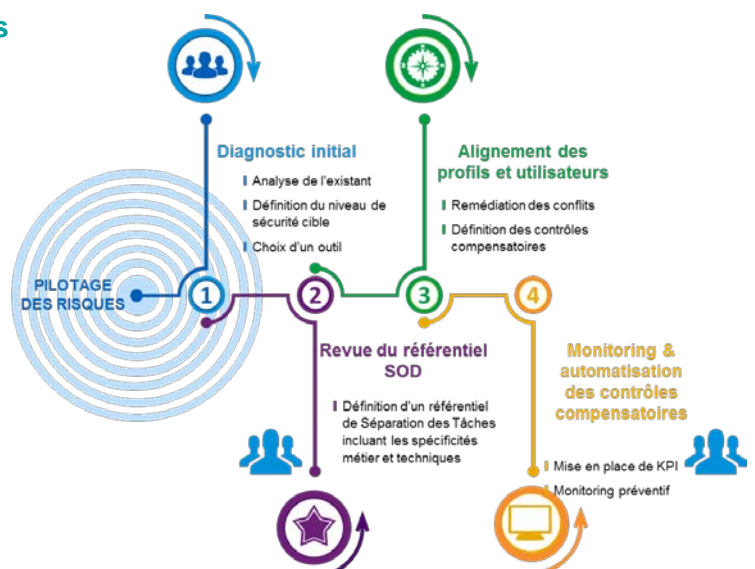 s
PILOTAGE
DES RISQUES
1
Diagnostic initial
Analyse de l'existant
Définition du niveau de
sécurité cible
Choix d'un outil
2
Revue du référentiel
SOD
Définition d'un référentiel
de Séparation des Tâches
incluant les spécificités
métier et techniques
3
Alignement des
profils et utilisateurs
Remédiation des conflits
Définition des contrôles
compensatoires
4
Monitoring &
automatisation
des contrôles
compensatoires
Mise en place de KPI
Monitoring préventif